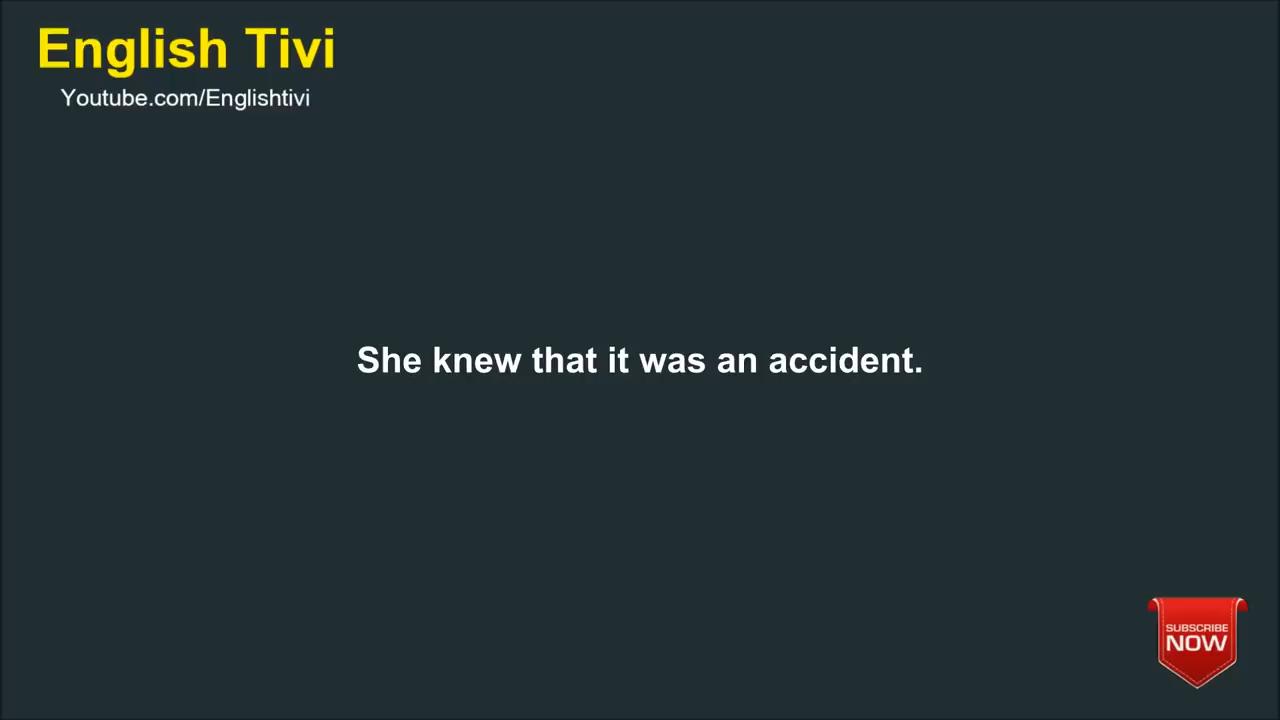 English Tivi
Youtube.com/Englishtivi
She knew that it was an accident.
SUBSCRIBE
NOW